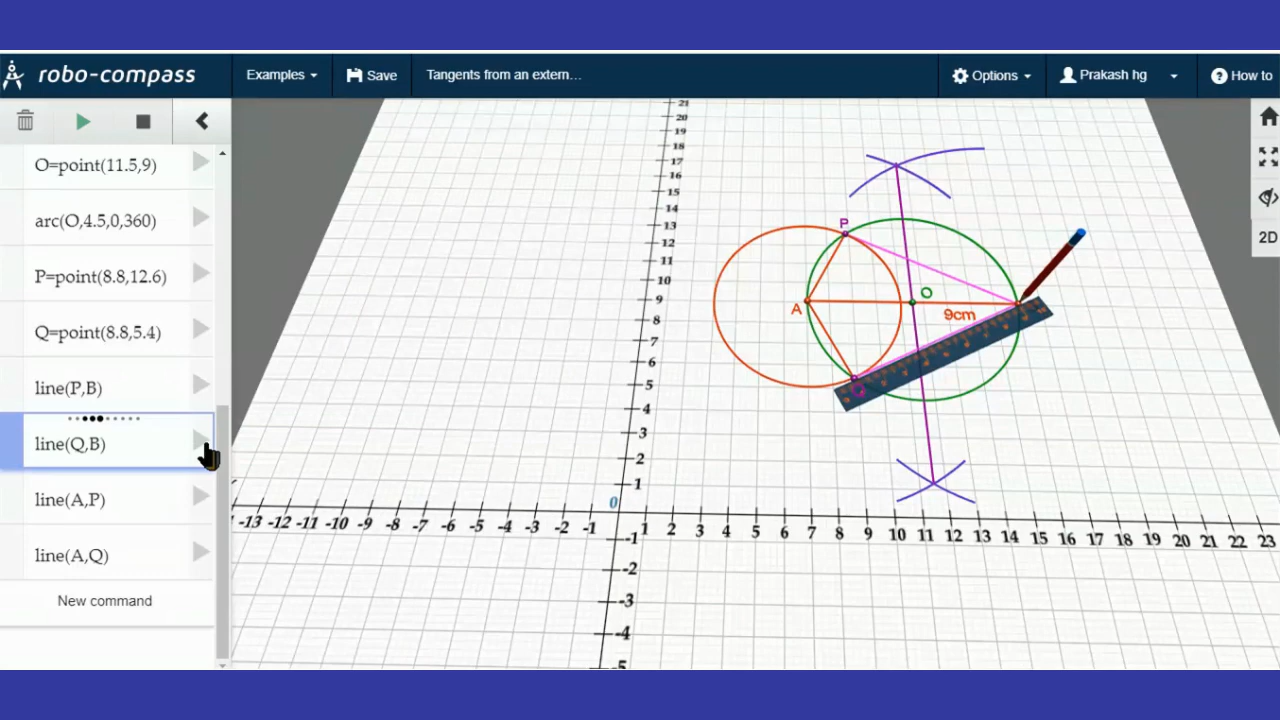 robo-compass
Examples
Save
Tangents from an extern...
Options
Prakash hg
How to
O=point(11.5,9)
arc(O,4.5,0,360)
P=point(8.8,12.6)
Q=point(8.8,5.4)
line(P,B)
line(Q,B)
line(A,P)
line(A,Q)
New command
2D
21
20
19
18
17
16
15
14
13
12
11
10
9
8
7
6
5
4
3
2
1
0
-1
-2
-3
-4
-5
-13 -12 -11 -10 -9 -8 -7 -6 -5 -4 -3 -2 -1 1 2 3 4 5 6 7 8 9 10 11 12 13 14 15 16 17 18 19 20 21 22 23
P
A
O
9cm
Q